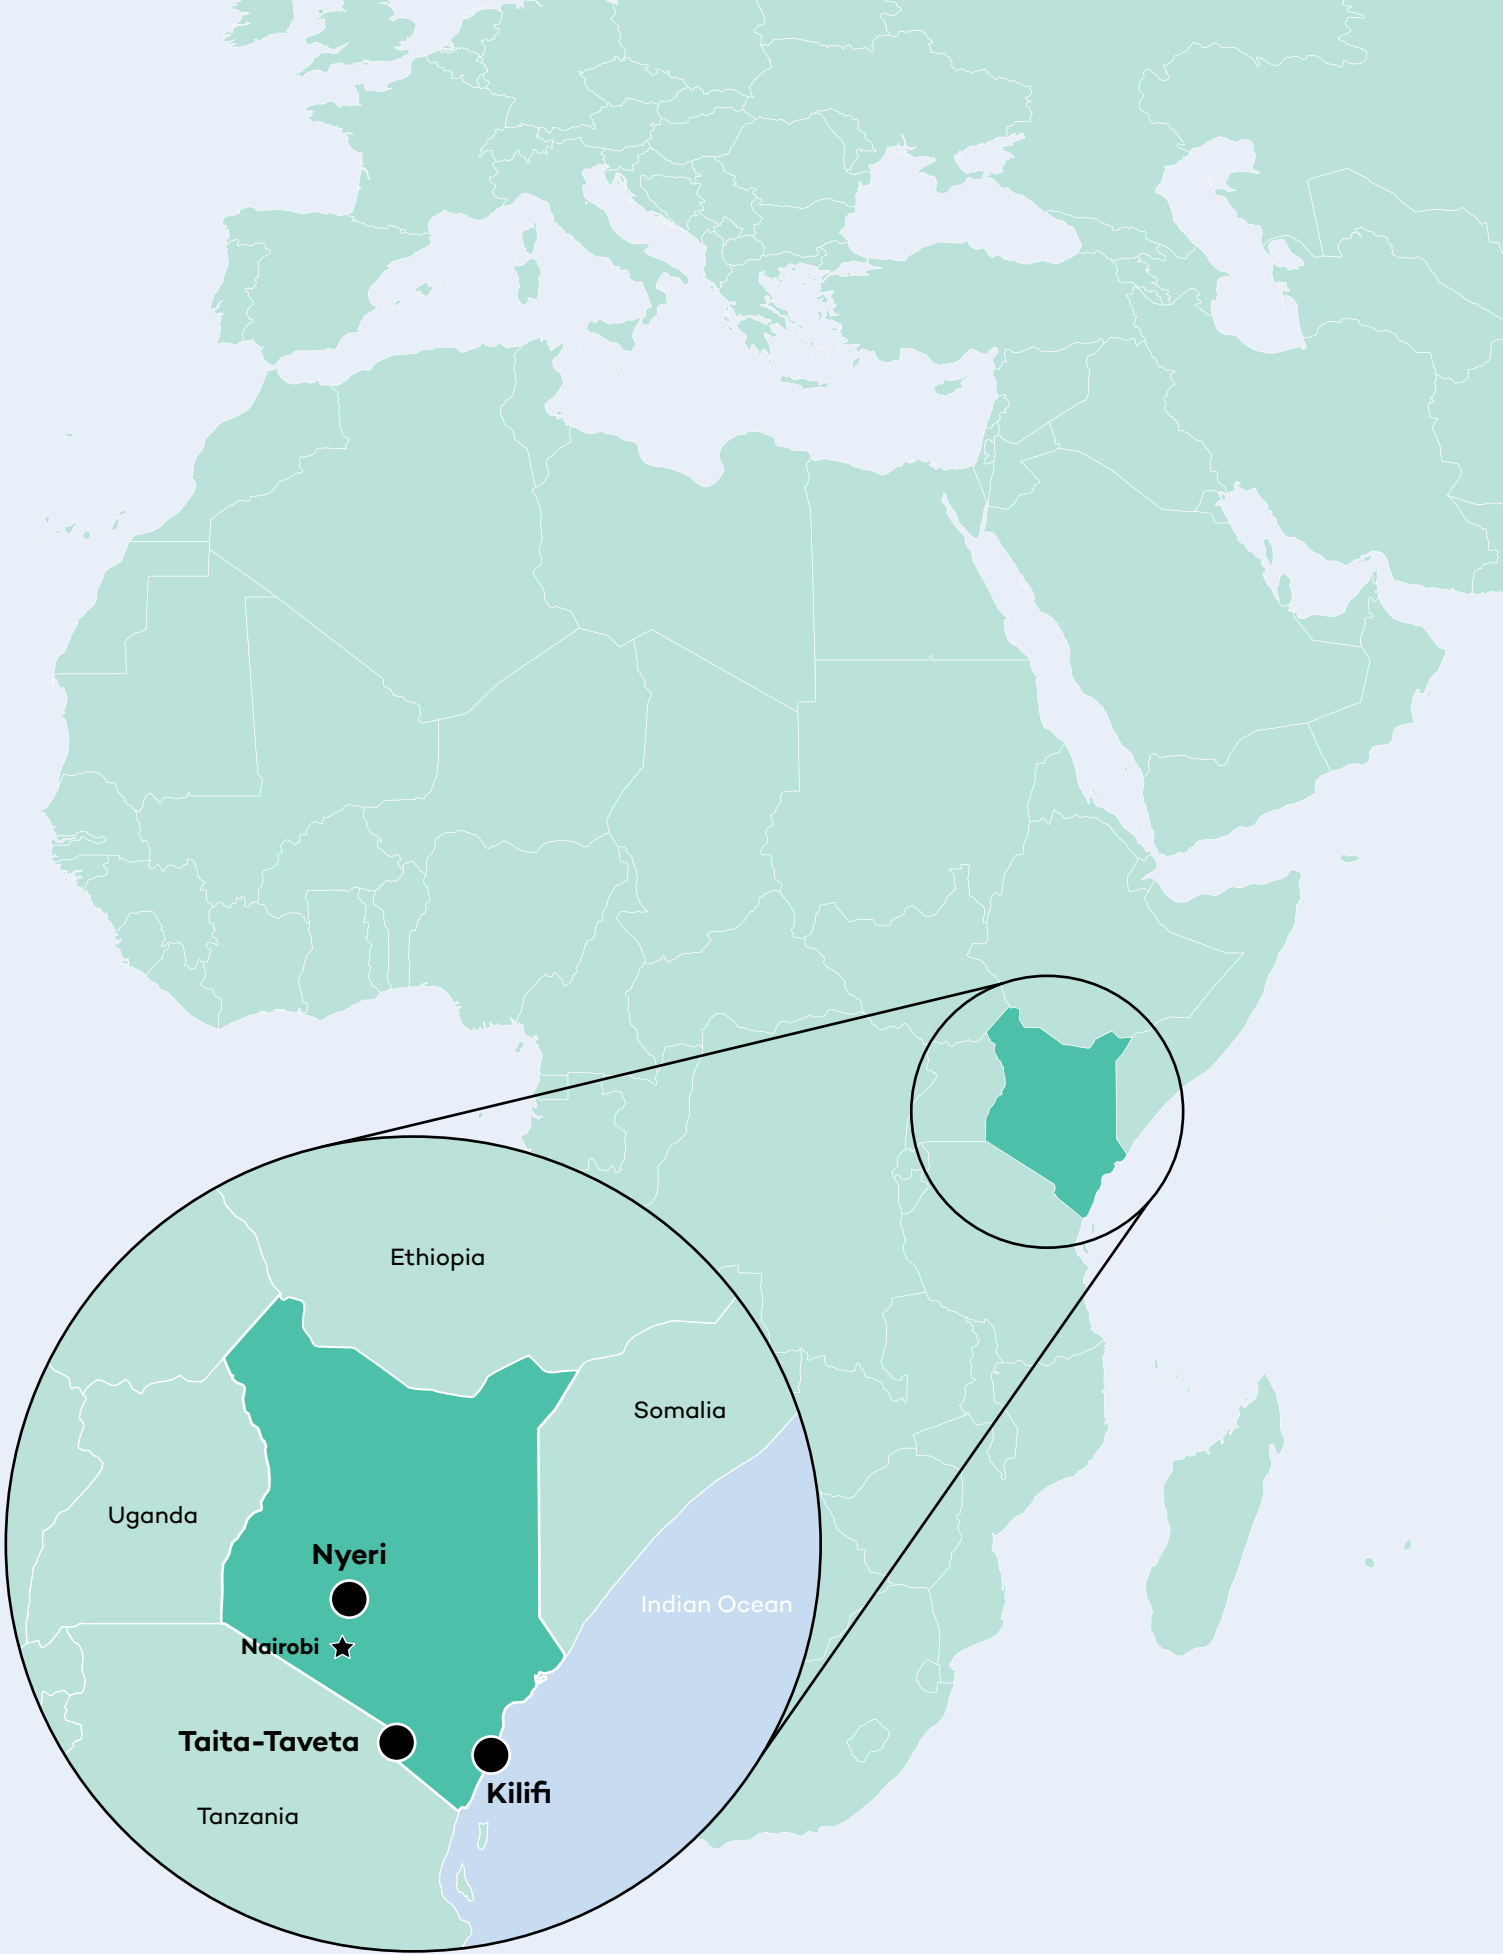 Ethiopia
Somalia
Uganda
Nyeri
Indian Ocean
Nairobi
Taita-Taveta
Kilifi
Tanzania